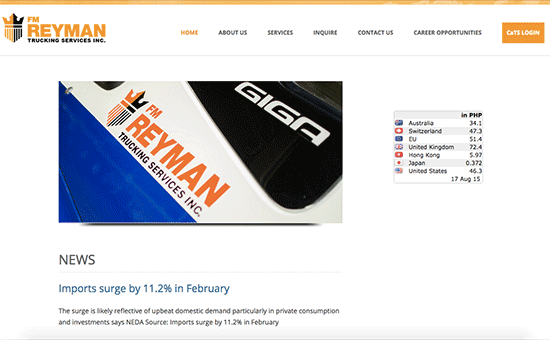 FM
REYMAN
TRUCKING SERVICES INC.
HOME
ABOUT US
SERVICES
INQUIRE
CONTACT US
CAREER OPPORTUNITIES
CaTS LOGIN
FM
REYMAN
TRUCKING SERVICES INC.
GIGA
in PHP
Australia 34.1
Switzerland 47.3
EU 51.4
United Kingdom 72.4
Hong Kong 5.97
Japan 0.372
United States 46.3
17 Aug 15
NEWS
Imports surge by 11.2% in February
The surge is likely reflective of upbeat domestic demand particularly in private consumption
and investments says NEDA Source: Imports surge by 11.2% in February